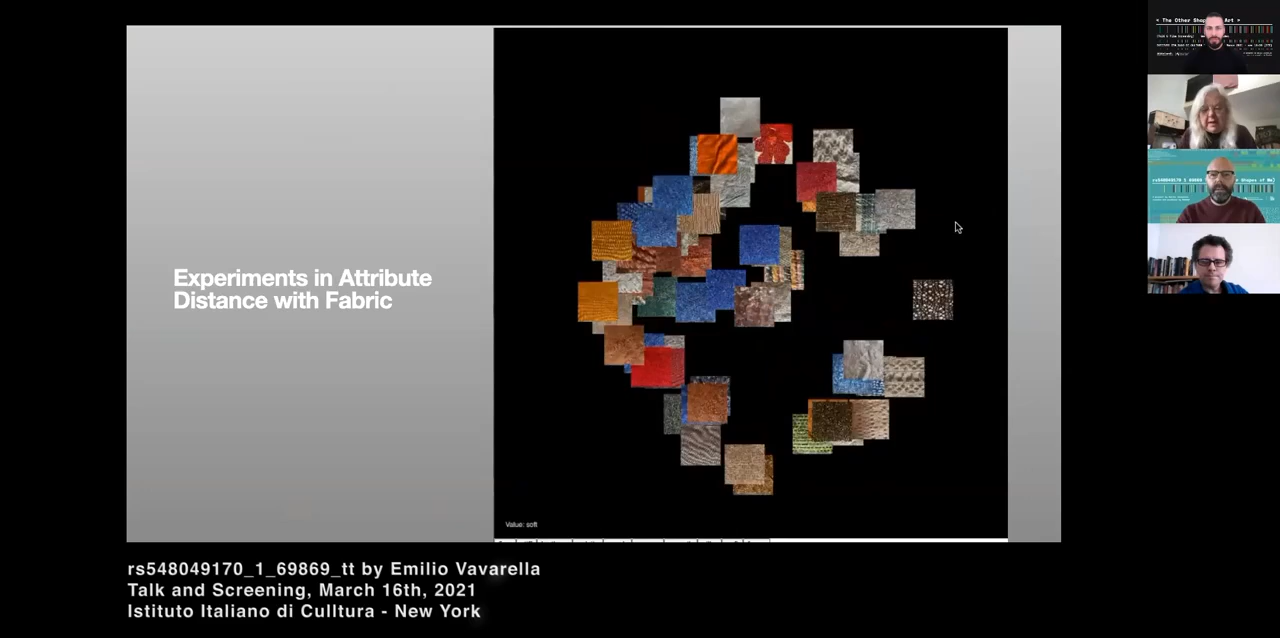 Experiments in Attribute
Distance with Fabric
Value: soft
rs548049170_1_69869_tt by Emilio Vavarella
Talk and Screening, March 16th, 2021
Istituto Italiano di Culltura - New York